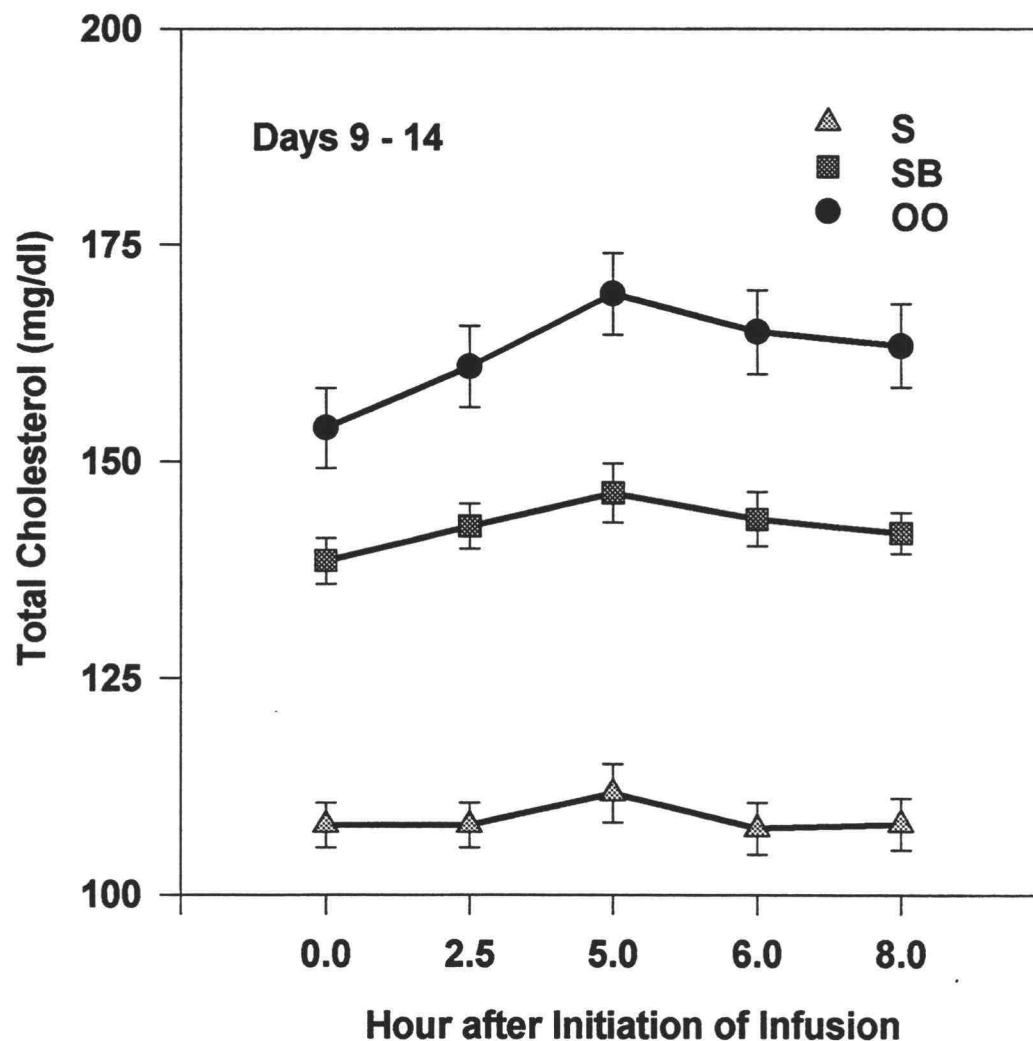 200
Days 9 - 14
S
SB
OO
175
150
125
100
Total Cholesterol (mg/dl)
0.0 2.5 5.0 6.0 8.0
Hour after Initiation of Infusion